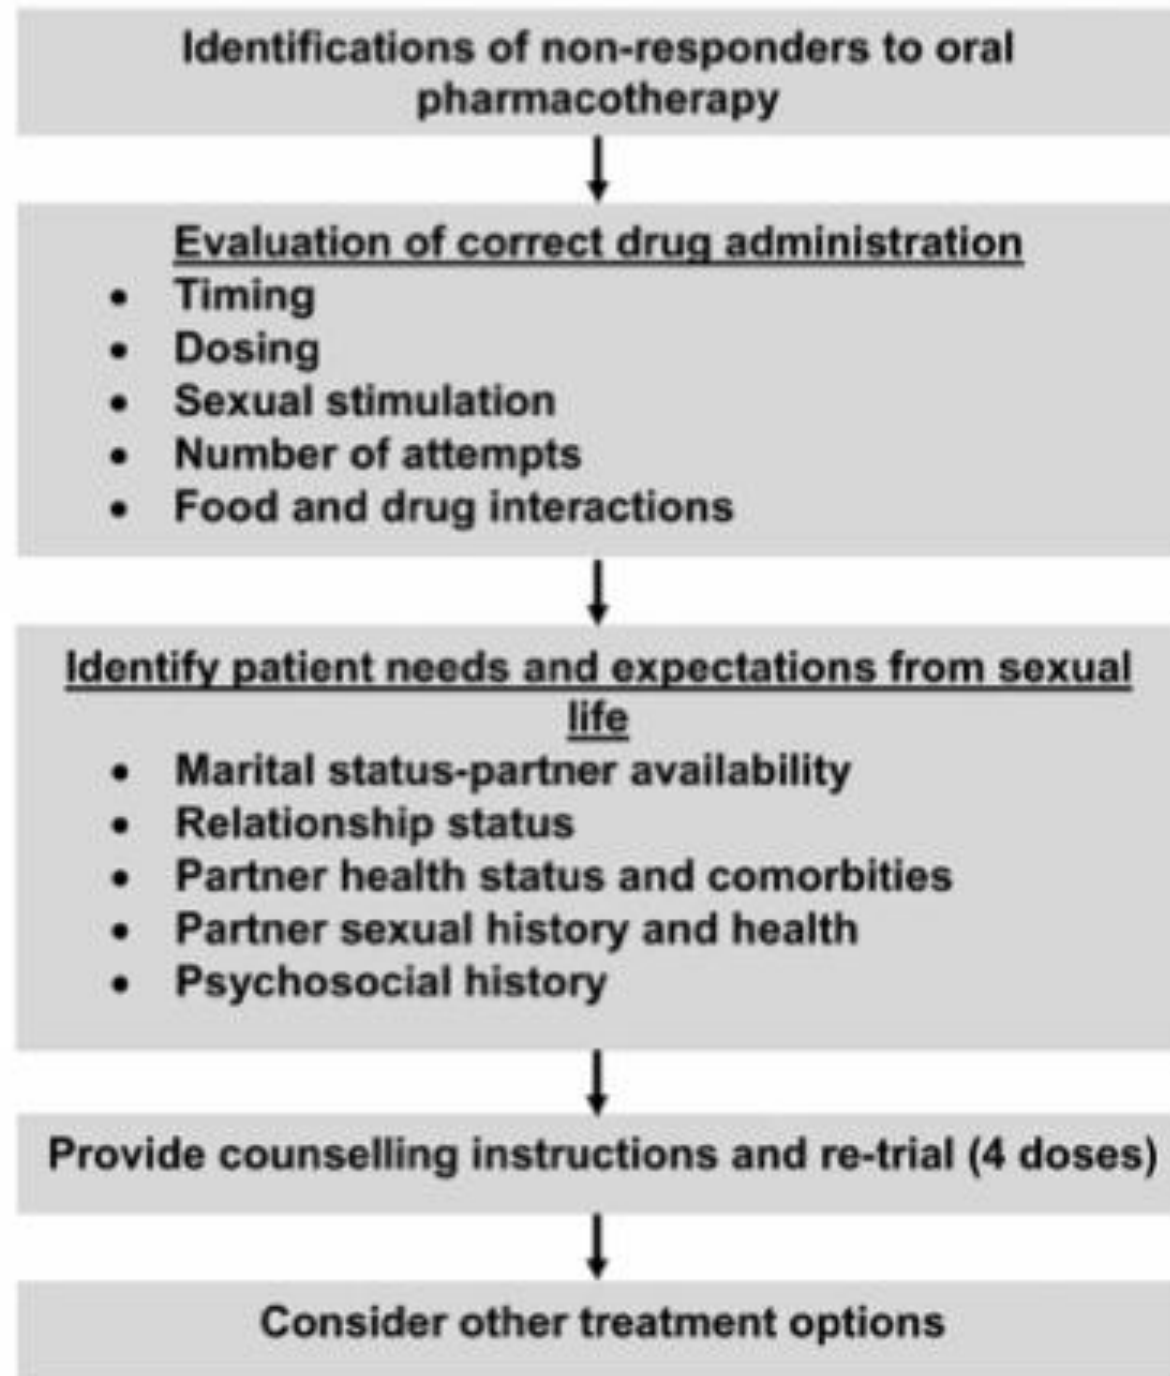 Identifications of non-responders to oral
pharmacotherapy
Evaluation of correct drug administration
• Timing
• Dosing
• Sexual stimulation
• Number of attempts
• Food and drug interactions
Identify patient needs and expectations from sexual
life
• Marital status-partner availability
• Relationship status
• Partner health status and comorbities
• Partner sexual history and health
• Psychosocial history
Provide counselling instructions and re-trial (4 doses)
Consider other treatment options